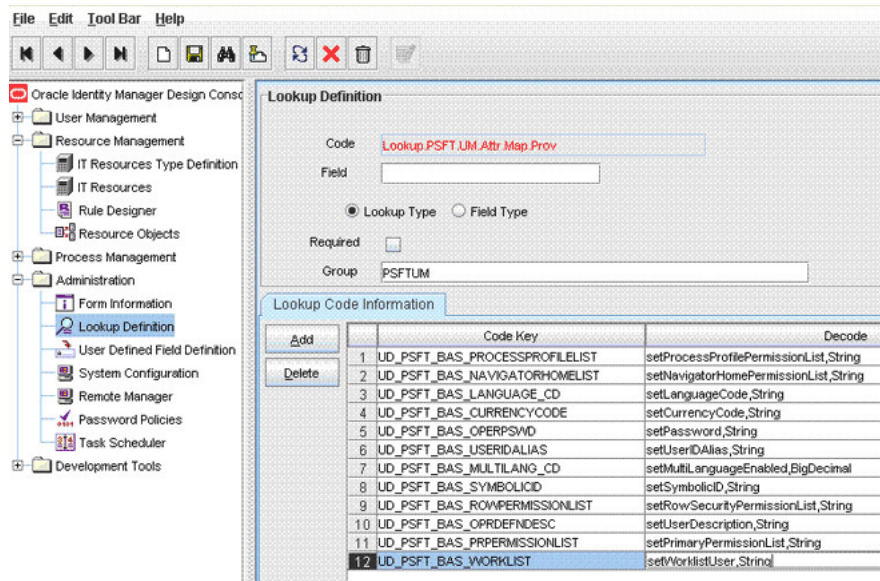 File Edit Tool Bar Help
Oracle Identity Manager Design Consc
User Management
Resource Management
IT Resources Type Definition
IT Resources
Rule Designer
Resource Objects
Process Management
Administration
Form Information
Lookup Definition
User Defined Field Definition
System Configuration
Remote Manager
Password Policies
Task Scheduler
Development Tools
Lookup Definition
Code Lookup.PSFT.UM.Attr.Map.Prov
Field
Lookup Type Field Type
Required
Group PSFTUM
Lookup Code Information
Add
Delete
Code Key Decode
1 UD_PSFT_BAS_PROCESSPROFILELIST setProcessProfilePermissionList,String
2 UD_PSFT_BAS_NAVIGATORHOMELIST setNavigatorHomePermissionList,String
3 UD_PSFT_BAS_LANGUAGE_CD setLanguageCode,String
4 UD_PSFT_BAS_CURRENCYCODE setCurrencyCode,String
5 UD_PSFT_BAS_OPERPSWD setPassword,String
6 UD_PSFT_BAS_USERIDALIAS setUserIDAlias,String
7 UD_PSFT_BAS_MULTILANG_CD setMultiLanguageEnabled,BigDecimal
8 UD_PSFT_BAS_SYMBOLICID setSymbolicID,String
9 UD_PSFT_BAS_ROWPERMISSIONLIST setRowSecurityPermissionList,String
10 UD_PSFT_BAS_OPRDEFNDESC setUserDescription,String
11 UD_PSFT_BAS_PRPERMISSIONLIST setPrimaryPermissionList,String
12 UD_PSFT_BAS_WORKLIST setWorklistUser,String